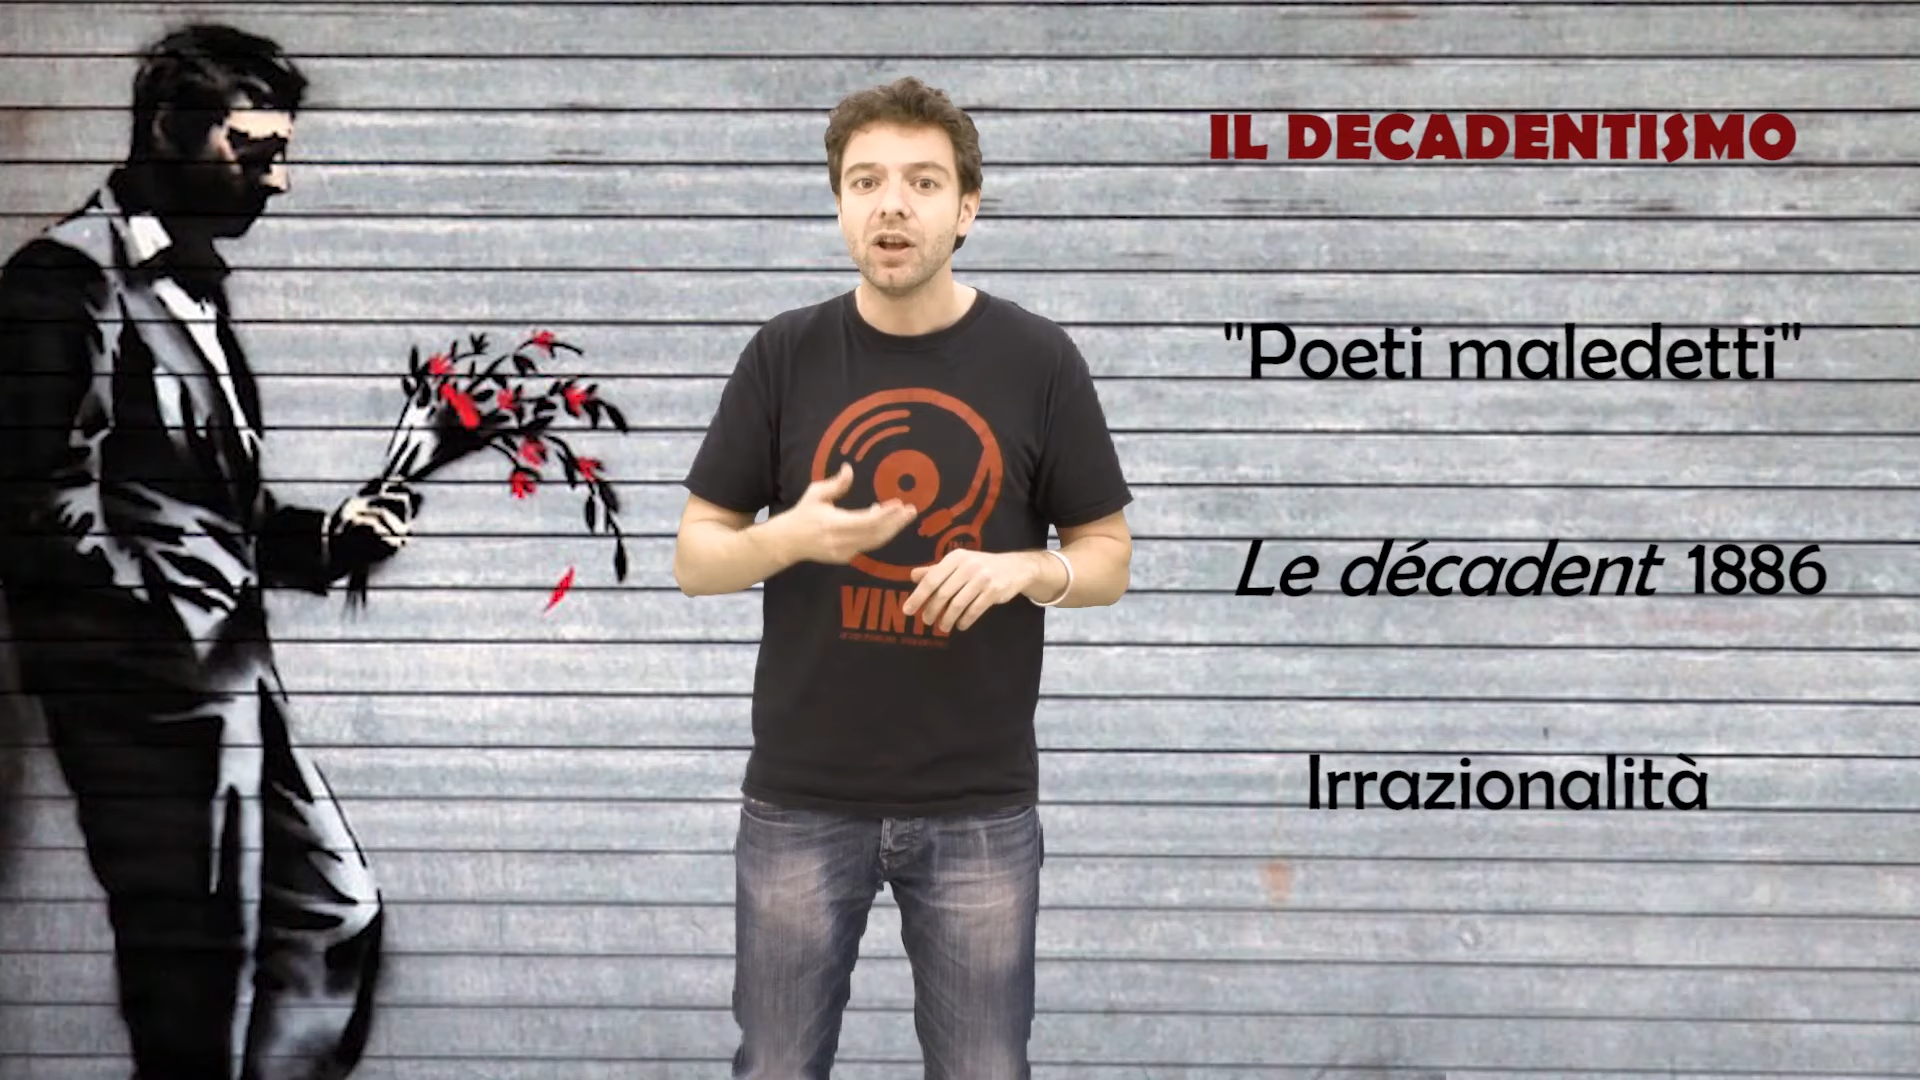 IL DECADENTISMO
"Poeti maledetti"
Le décadent 1886
Irrazionalità